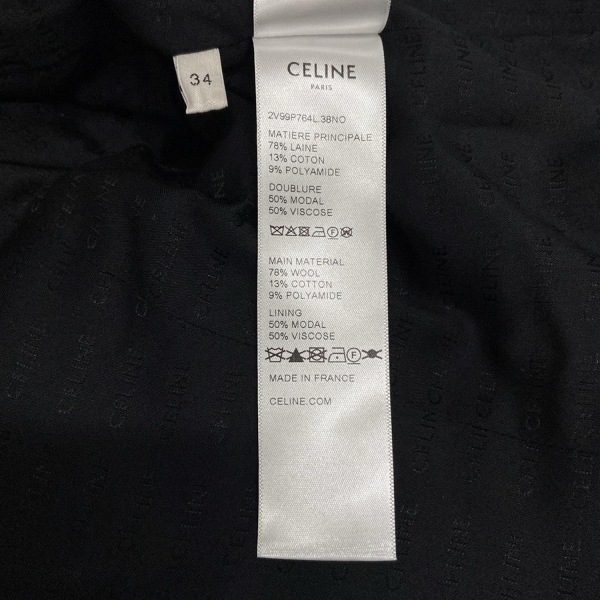 34
CELINE
PARIS
2V99P764L.38NO
MATIERE PRINCIPALE
78% LAINE
13% COTON
9% POLYAMIDE
DOUBLURE
50% MODAL
50% VISCOSE
MAIN MATERIAL
78% WOOL
13% COTTON
9% POLYAMIDE
LINING
50% MODAL
50% VISCOSE
MADE IN FRANCE
CELINE.COM